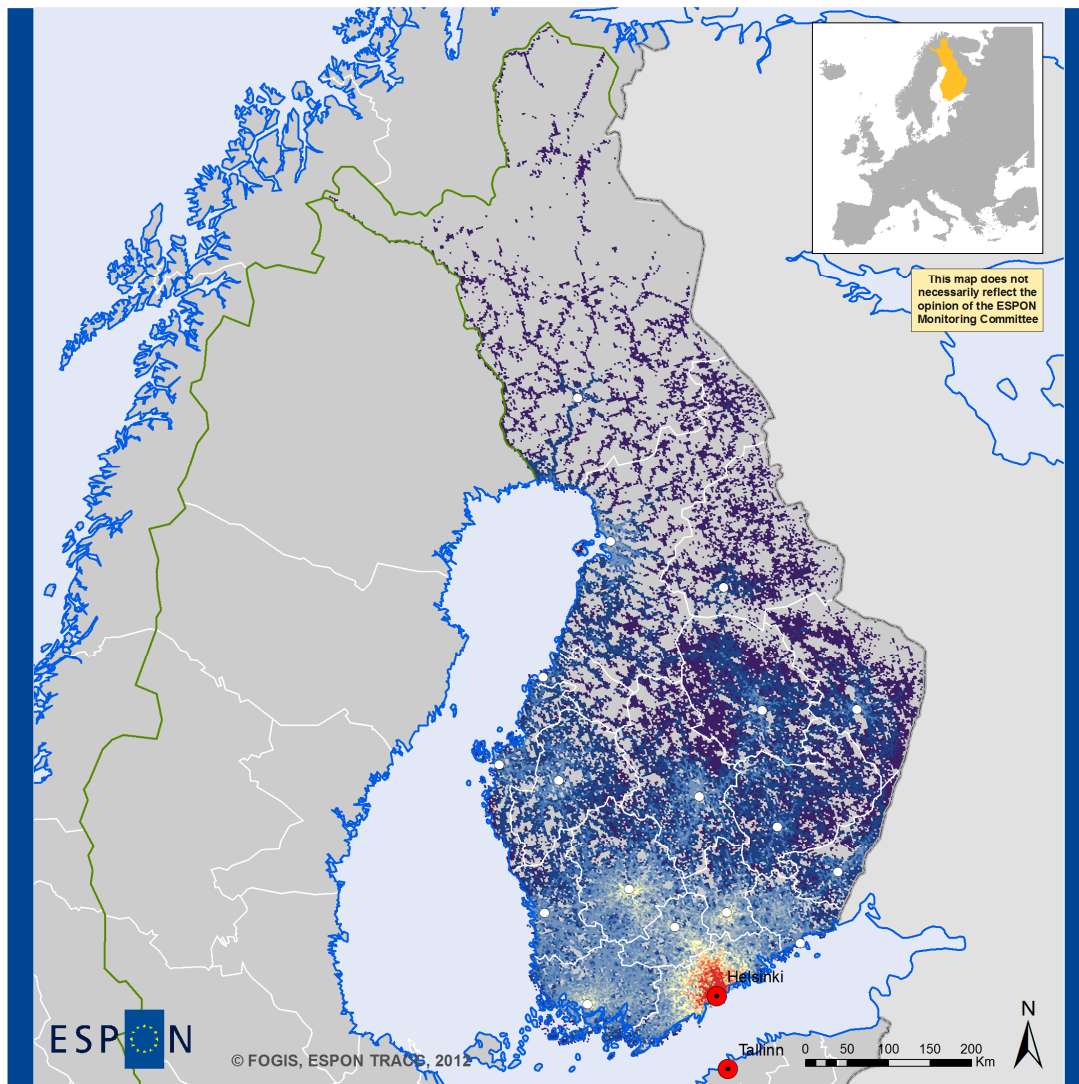 This map does not
necessarily reflect the
opinion of the ESPON
Monitoring Committee
Helsinki
N
ESPON
© FOGIS, ESPON TRACC, 2012
Tallinn
0 50 100 150 200
Km